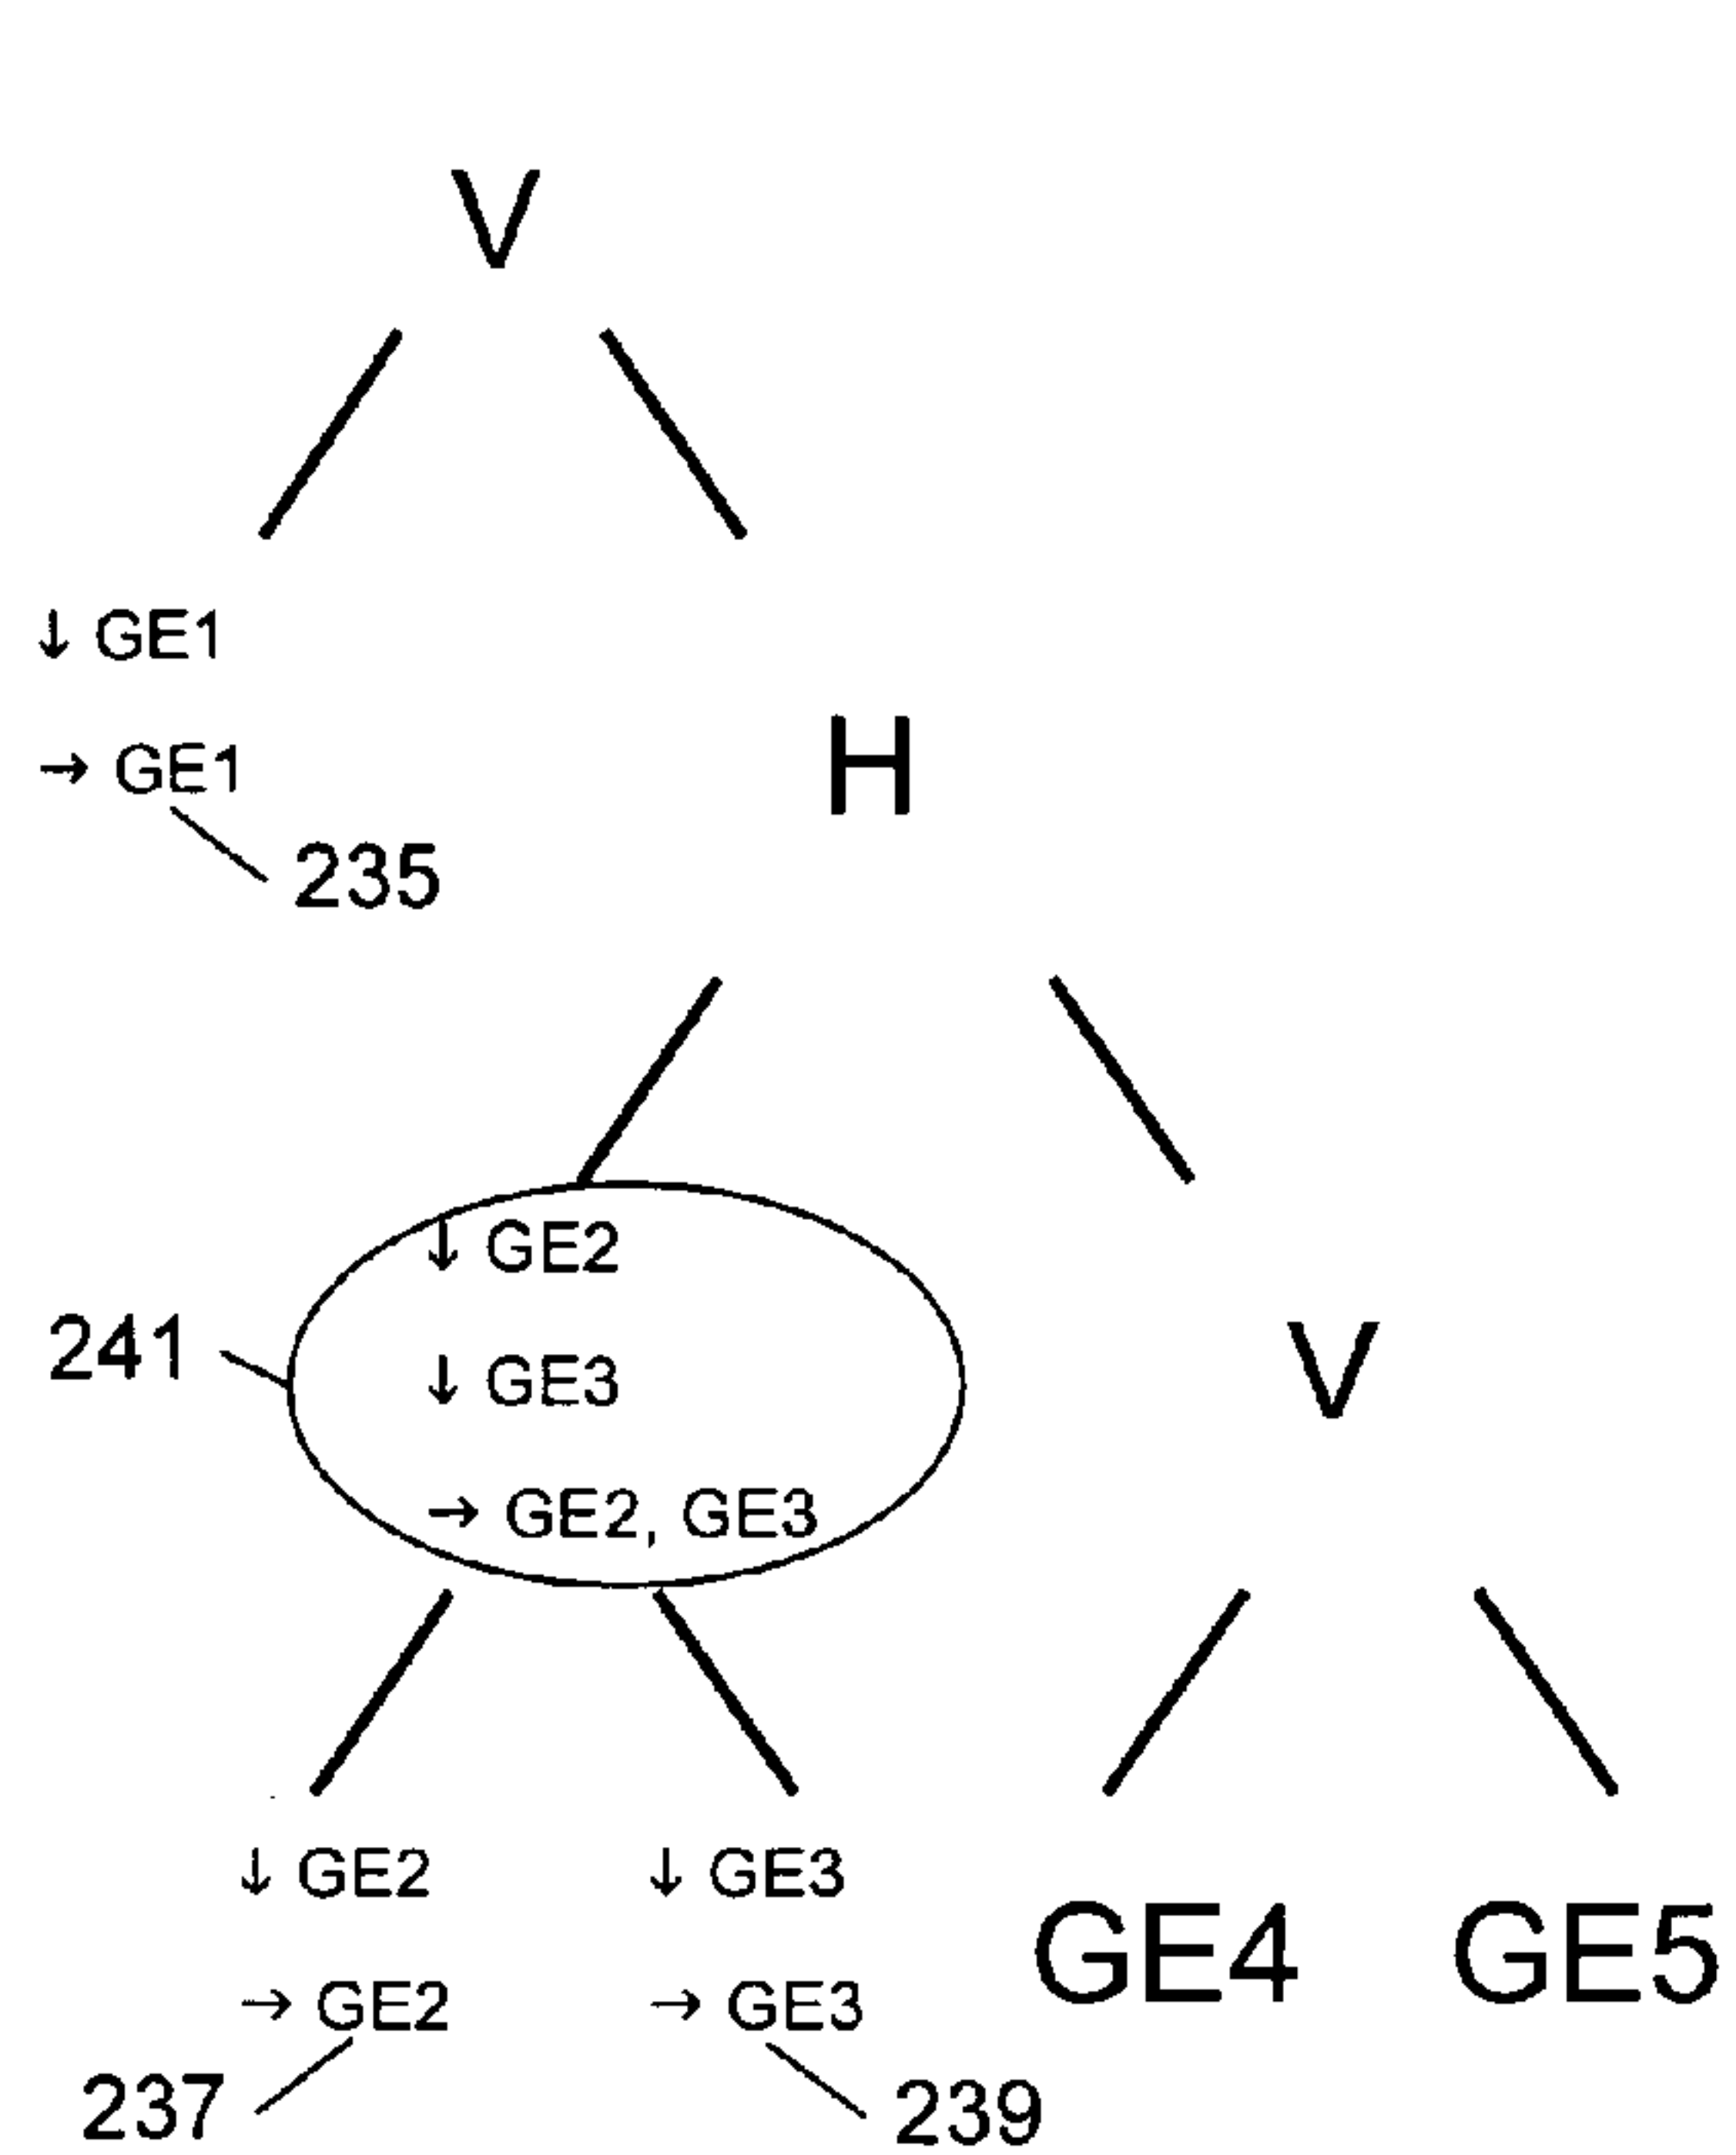 V
↓ GE1
→ GE1
H
235
↓ GE2
241
↓ GE3
V
→ GE2, GE3
↓ GE2
↓ GE3
GE4
GE5
→ GE2
→ GE3
237
239